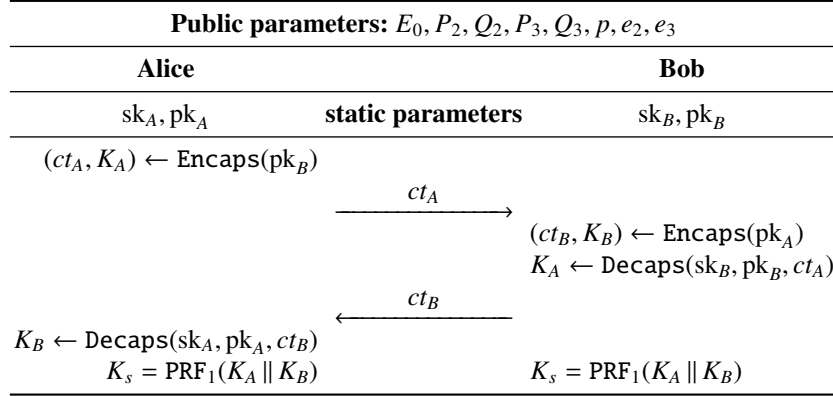 Public parameters: E₀, P₂, Q₂, P₃, Q₃, p, e₂, e₃
Alice Bob
sk_A, pk_A static parameters sk_B, pk_B
(ct_A, K_A) ← Encaps(pk_B)
ct_A
(ct_B, K_B) ← Encaps(pk_A)
K_A ← Decaps(sk_B, pk_B, ct_A)
ct_B
K_B ← Decaps(sk_A, pk_A, ct_B)
K_s = PRF₁(K_A || K_B) K_s = PRF₁(K_A || K_B)